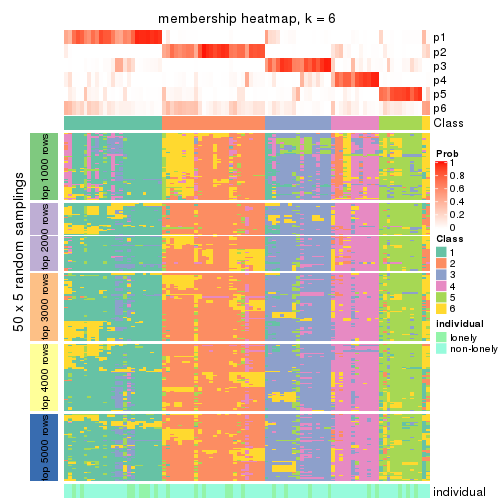 membership heatmap, k = 6
p1
p2
p3
p4
p5
p6
Class
50 x 5 random samplings
top 1000 rows
top 2000 rows
top 3000 rows
top 4000 rows
top 5000 rows
individual
Prob
1
0.8
0.6
0.4
0.2
0
Class
1
2
3
4
5
6
Individual
lonely
non-lonely